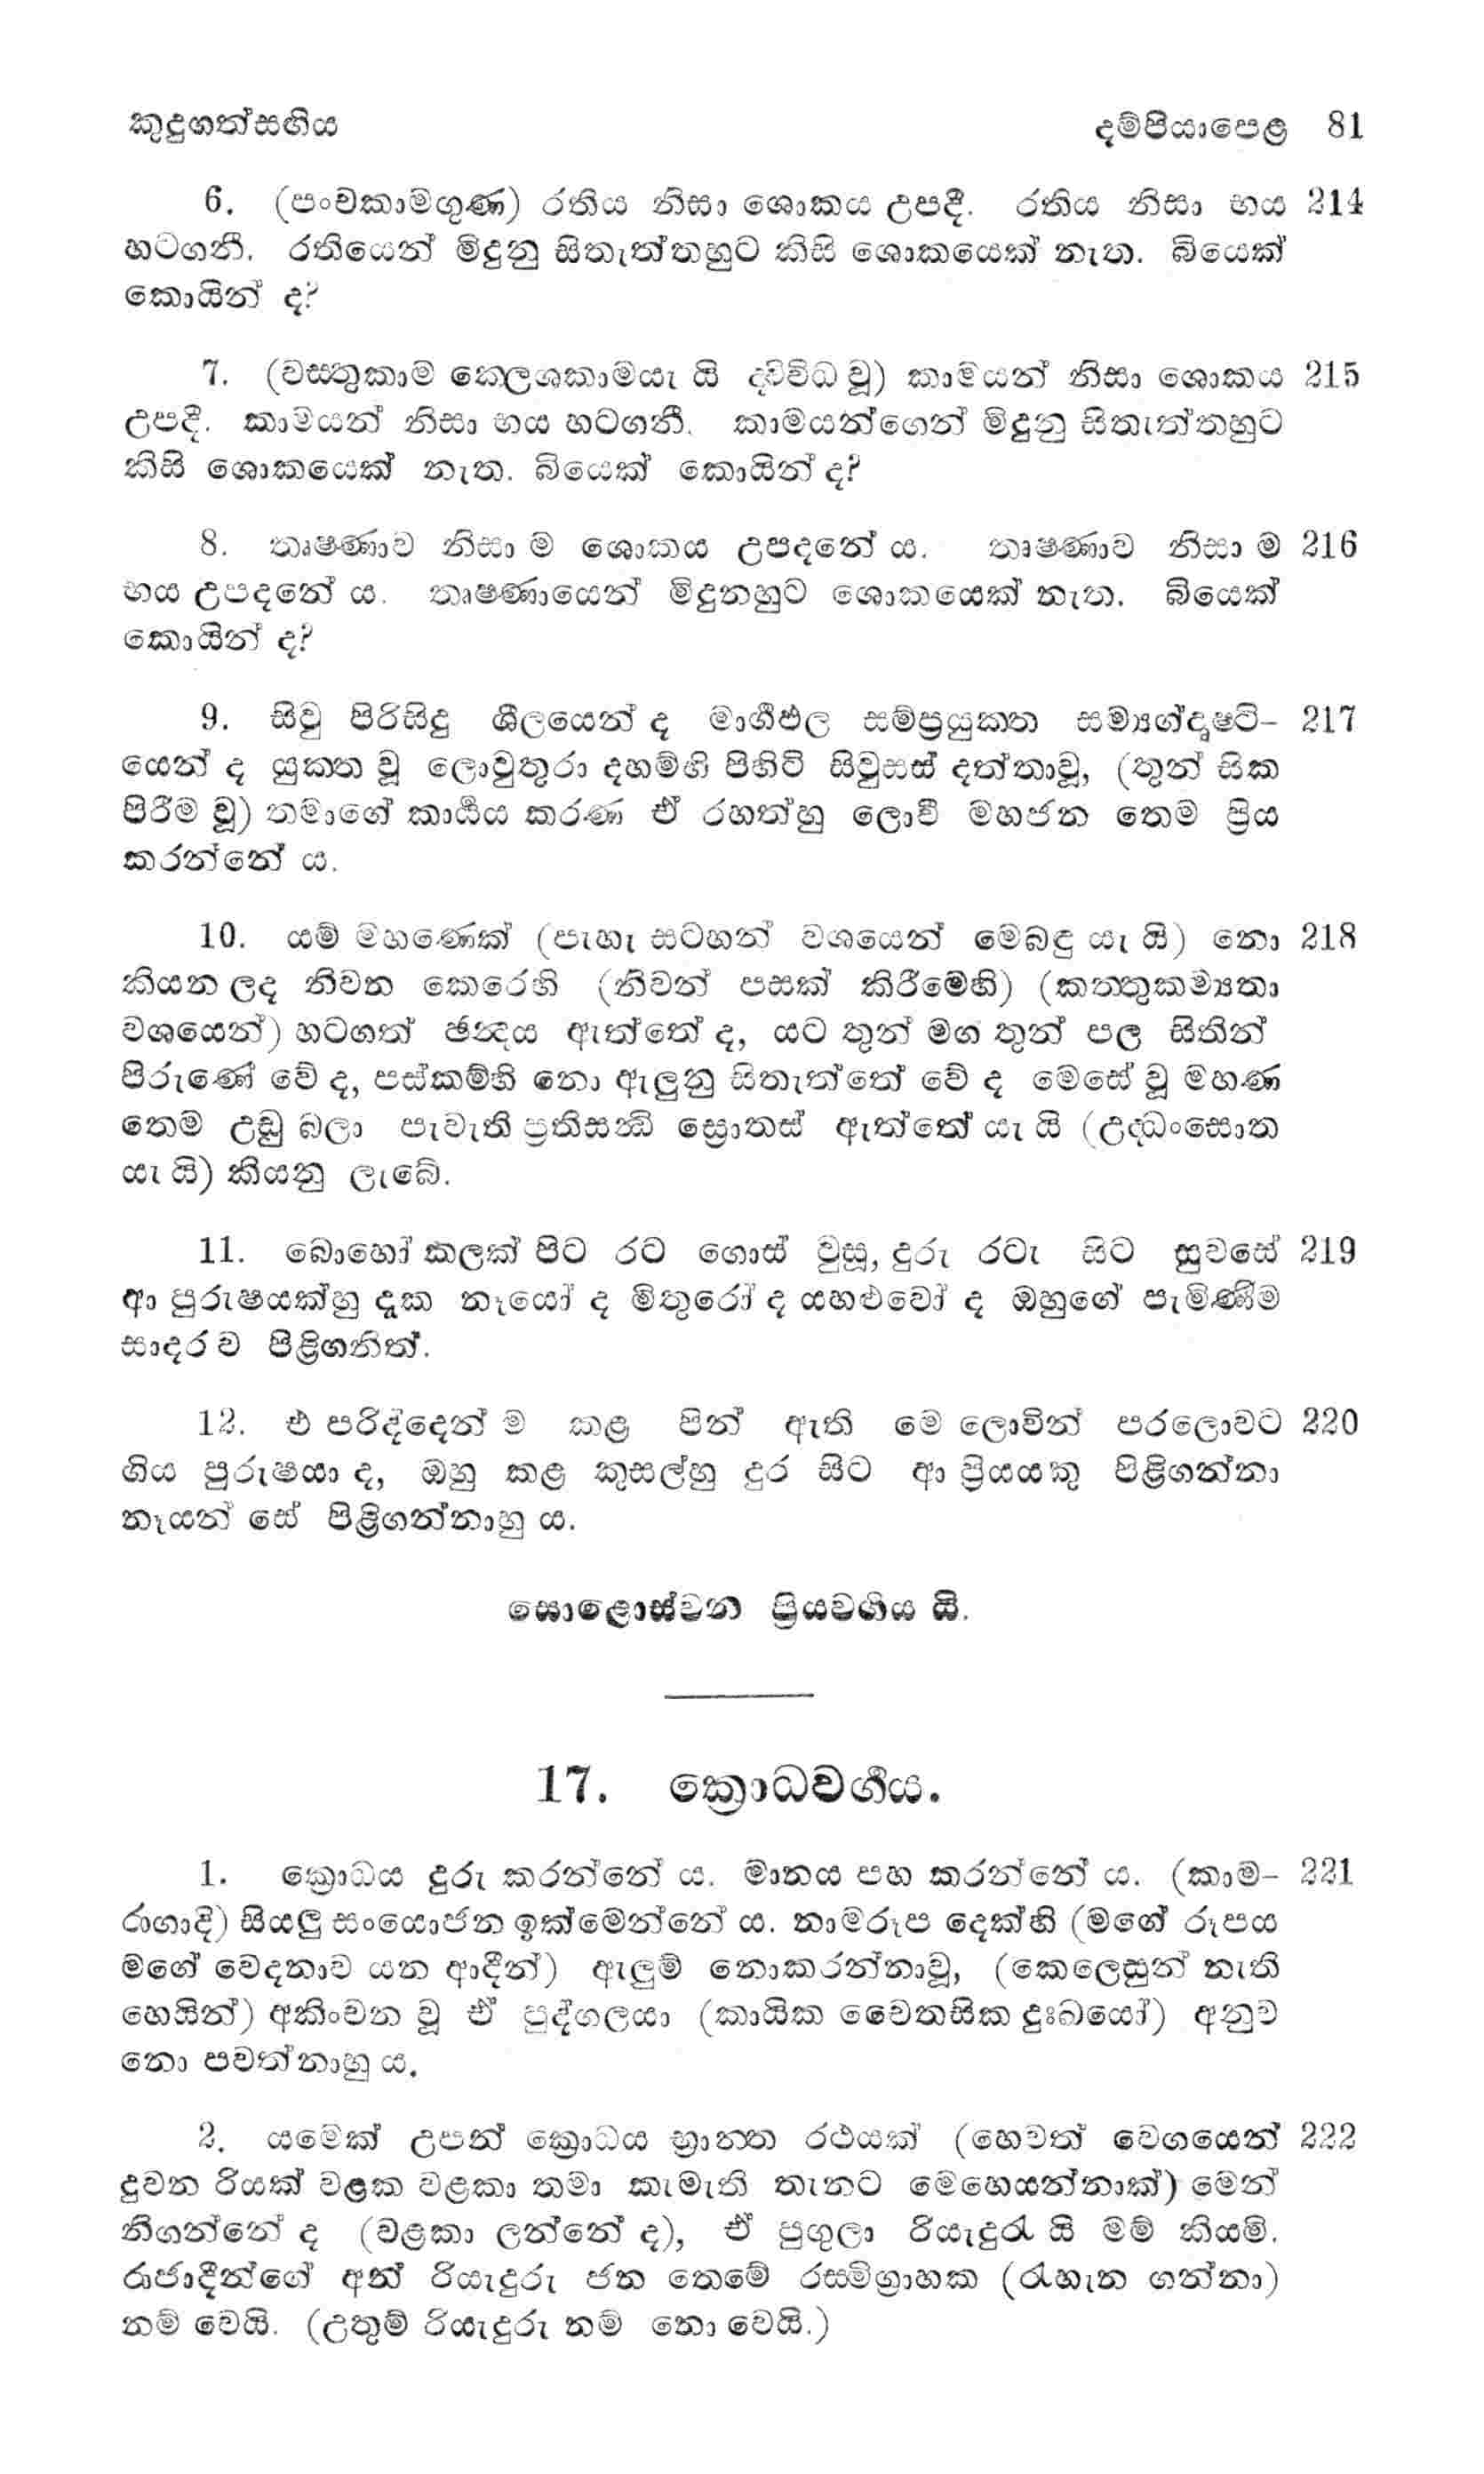 කුදුගත්සඟිය දම්පියාපෙළ 81
6. (පංචකාමගුණ) රතිය නිසා ශොකය උපදී. රතිය නිසා භය 214
හටගනී. රතියෙන් මිදුනු සිතැත්තහුට කිසි ශොකයෙක් නැත. බියෙක්
කොයින් ද?
7. (වස්තුකාම ක්ලෙශකාමයැ යි ද්විවිධ වූ) කාමයන් නිසා ශොකය 215
උපදී. කාමයන් නිසා භය හටගනී. කාමයන්ගෙන් මිදුනු සිතැත්තහුට
කිසි ශොකයෙක් නැත. බියෙක් කොයින් ද?
8. තෘෂ්ණාව නිසා ම ශොකය උපදනේ ය. තෘෂ්ණාව නිසා ම 216
භය උපදනේ ය. තෘෂ්ණායෙන් මිදුනහුට ශොකයෙක් නැත. බියෙක්
කොයින් ද?
9. සිවු පිරිසිදු ශීලයෙන් ද මාර්ගඵල සම්ප්‍රයුක්ත සම්‍යග්දෘෂ්ටි-217
යෙන් ද යුක්ත වූ ලොවුතුරා දහම්හි පිහිටි සිවුසස් දත්තාවූ, (තුන් සික
පිරීම වූ) තමාගේ කාර්‍ය්‍යය කරණ ඒ රහත්හු ලොවී මහජන තෙම ප්‍රිය
කරන්නේ ය.
10. යම් මහණෙක් (පැහැ සටහන් වශයෙන් මෙබඳු යැ යි) නො 218
කියන ලද නිවන කෙරෙහි (නිවන් පසක් කිරීමෙහි) (කත්තුකම්‍යතා
වශයෙන්) හටගත් ඡන්දය ඇත්තේ ද, යට තුන් මග තුන් පල සිතින්
පිරුණේ වේ ද, පස්කම්හි නො ඇලුනු සිතැත්තේ වේ ද මෙසේ වූ මහණ
තෙම උඩු බලා පැවැති ප්‍රතිසන්ධි ස්‍රොතස් ඇත්තේ යැ යි (උද්ධංසොත
යැ යි) කියනු ලැබේ.
11. බොහෝ කලක් පිට රට ගොස් වුසූ, දුරු රටැ සිට සුවසේ 219
ආ පුරුෂයක්හු දැක නෑයෝ ද මිතුරෝ ද යහළුවෝ ද ඔහුගේ පැමිණීම
සාදර ව පිළිගනිත්.
12. එ පරිද්දෙන් ම කළ පින් ඇති මෙ ලොවින් පරලොවට 220
ගිය පුරුෂයා ද, ඔහු කළ කුසල්හු දුර සිට ආ ප්‍රියයකු පිළිගන්නා
නෑයන් සේ පිළිගන්නාහු ය.
සොළොස්වන ප්‍රියවර්‍ගය යි.
17. ක්‍රොධවර්‍ගය.
1. ක්‍රොධය දුරු කරන්නේ ය. මානය පහ කරන්නේ ය. (කාම-221
රාගාදි) සියලු සංයොජන ඉක්මෙන්නේ ය. නාමරූප දෙක්හි (මගේ රූපය
මගේ වෙදනාව යන ආදීන්) ඇලුම් නොකරන්නාවූ, (කෙලෙසුන් නැති
හෙයින්) අකිංචන වූ ඒ පුද්ගලයා (කායික චෛතසික දුඃඛයෝ) අනුව
නො පවත්නාහු ය.
2. යමෙක් උපන් ක්‍රොධය භ්‍රාන්ත රථයක් (හෙවත් වෙගයෙන් 222
දුවන රියක් වළක වළකා තමා කැමැති තැනට මෙහෙයන්නාක්) මෙන්
නිගන්නේ ද (වළකා ලන්නේ ද), ඒ පුගුලා රියැදුරැ යි මම් කියමි.
රාජාදීන්ගේ අන් රියැදුරු ජන තෙමේ රස්මිග්‍රාහක (රැහැන ගන්නා)
නම් වෙයි. (උතුම් රියැදුරු නම් නො වෙයි.)